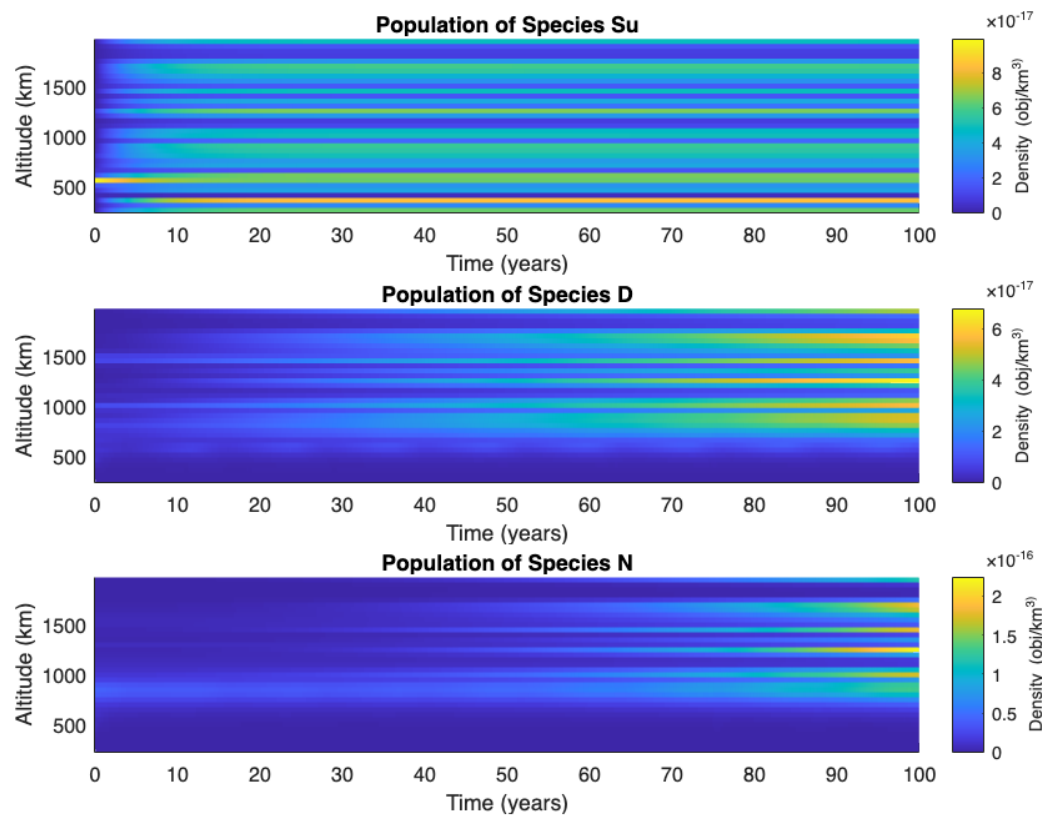 Population of Species Su
×10⁻¹⁷
Altitude (km)
1500
1000
500
0 10 20 30 40 50 60 70 80 90 100
Time (years)
8
6
4
2
0
Density (obj/km³)
Population of Species D
×10⁻¹⁷
Altitude (km)
1500
1000
500
0 10 20 30 40 50 60 70 80 90 100
Time (years)
6
4
2
0
Density (obj/km³)
Population of Species N
×10⁻¹⁶
Altitude (km)
1500
1000
500
0 10 20 30 40 50 60 70 80 90 100
Time (years)
2
1.5
1
0.5
0
Density (obj/km³)